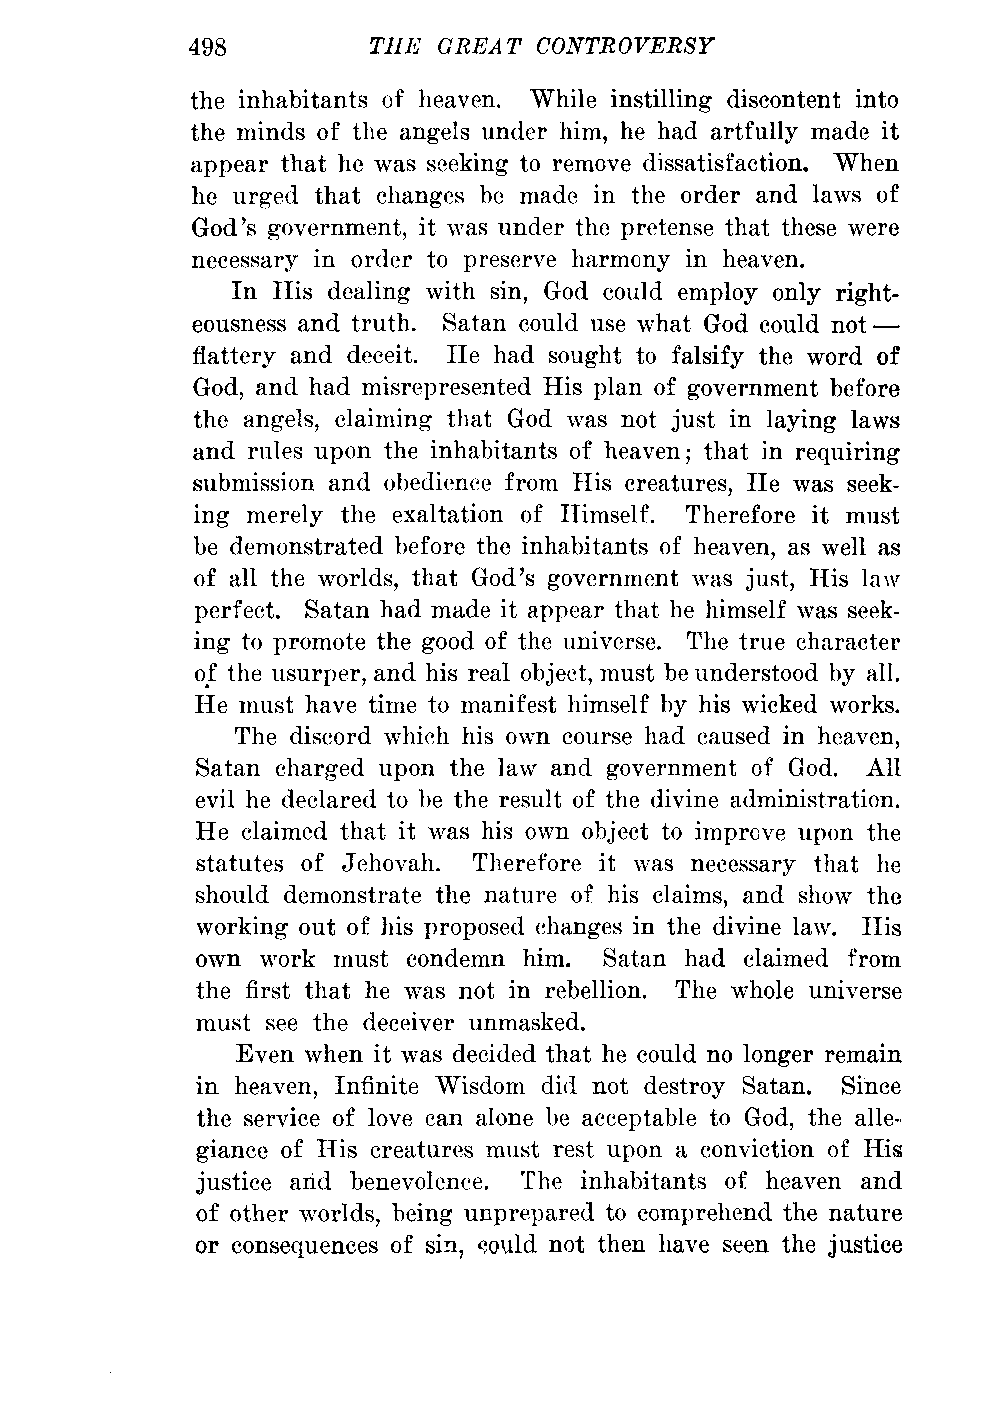 498 THE GREAT CONTROVERSY
the inhabitants of heaven. While instilling discontent into
the minds of the angels under him, he had artfully made it
appear that he was seeking to remove dissatisfaction. When
he urged that changes be made in the order and laws of
God's government, it was under the pretense that these were
necessary in order to preserve harmony in heaven.
In His dealing with sin, God could employ only right-
eousness and truth. Satan could use what God could not —
flattery and deceit. He had sought to falsify the word of
God, and had misrepresented His plan of government before
the angels, claiming that God was not just in laying laws
and rules upon the inhabitants of heaven; that in requiring
submission and obedience from His creatures, He was seek-
ing merely the exaltation of Himself. Therefore it must
be demonstrated before the inhabitants of heaven, as well as
of all the worlds, that God's government was just, His law
perfect. Satan had made it appear that he himself was seek-
ing to promote the good of the universe. The true character
of the usurper, and his real object, must be understood by all.
He must have time to manifest himself by his wicked works.
The discord which his own course had caused in heaven,
Satan charged upon the law and government of God. All
evil he declared to be the result of the divine administration.
He claimed that it was his own object to improve upon the
statutes of Jehovah. Therefore it was necessary that he
should demonstrate the nature of his claims, and show the
working out of his proposed changes in the divine law. His
own work must condemn him. Satan had claimed from
the first that he was not in rebellion. The whole universe
must see the deceiver unmasked.
Even when it was decided that he could no longer remain
in heaven, Infinite Wisdom did not destroy Satan. Since
the service of love can alone be acceptable to God, the alle-
giance of His creatures must rest upon a conviction of His
justice and benevolence. The inhabitants of heaven and
of other worlds, being unprepared to comprehend the nature
or consequences of sin, could not then have seen the justice